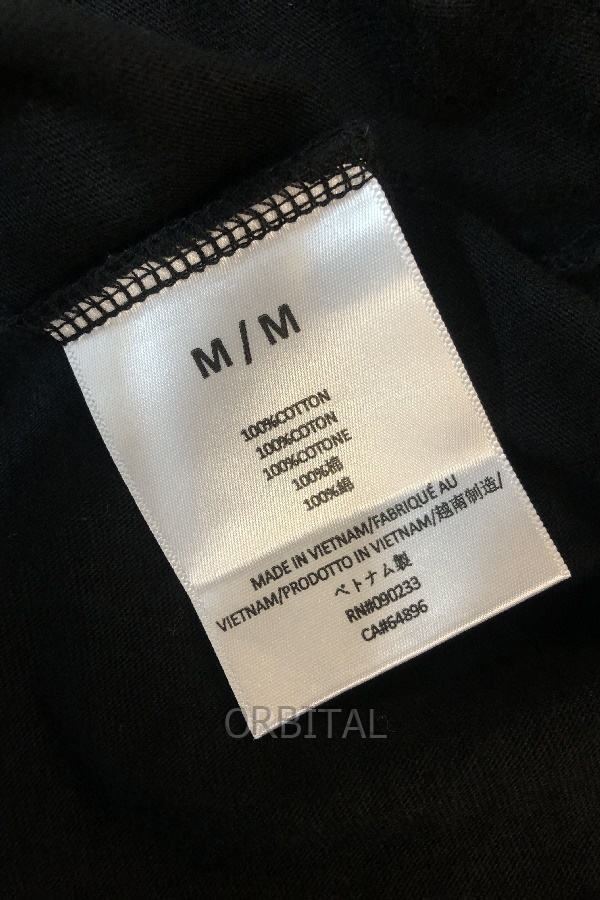 M / M
100%COTTON
100%COTON
100%COTONE
100%棉
100%綿
MADE IN VIETNAM/FABRIQUÉ AU
VIETNAM/PRODOTTO IN VIETNAM/越南制造/
ベトナム製
RN#090233
CA#64896
ORBITAL